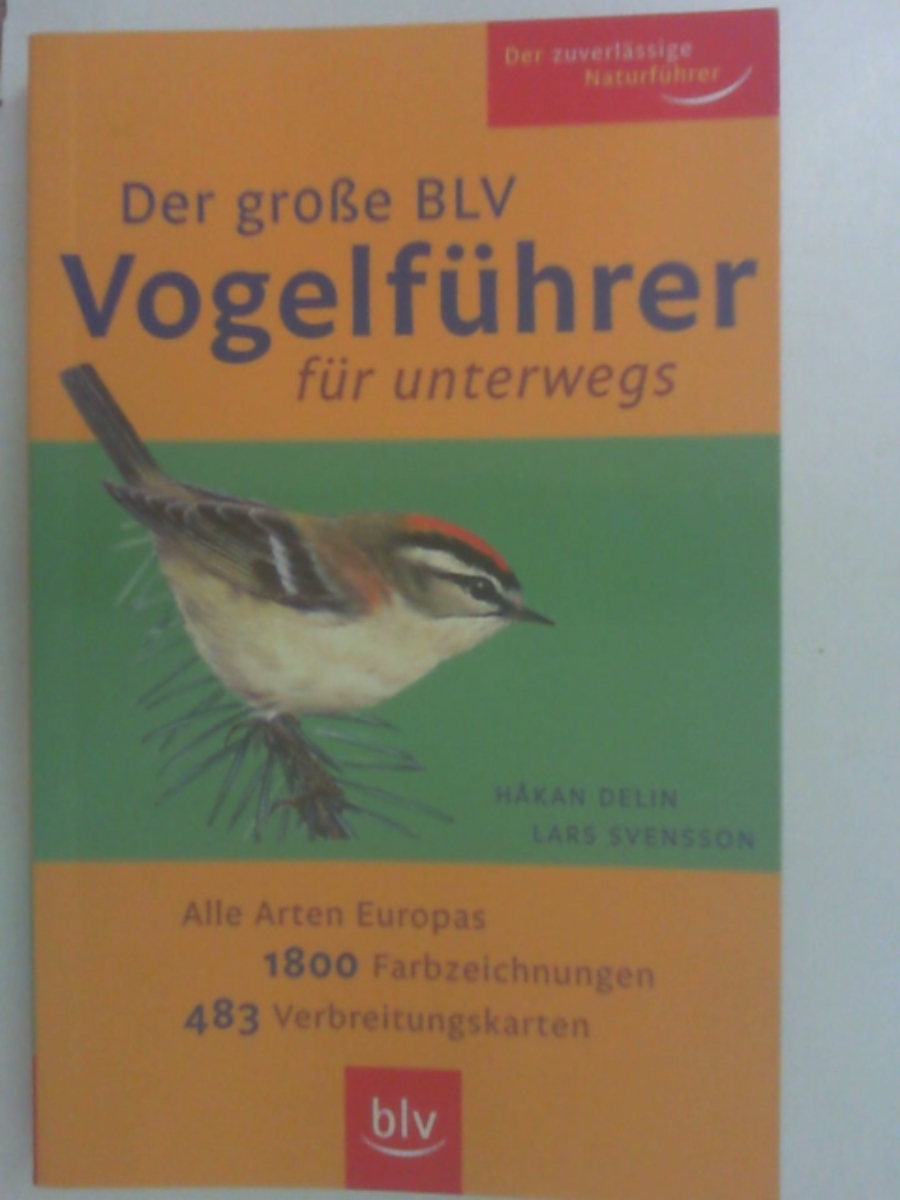 Der zuverlässige
Naturführer
Der große BLV
Vogelführer
für unterwegs
HÅKAN DELIN
LARS SVENSSON
Alle Arten Europas
1800 Farbzeichnungen
483 Verbreitungskarten
blv